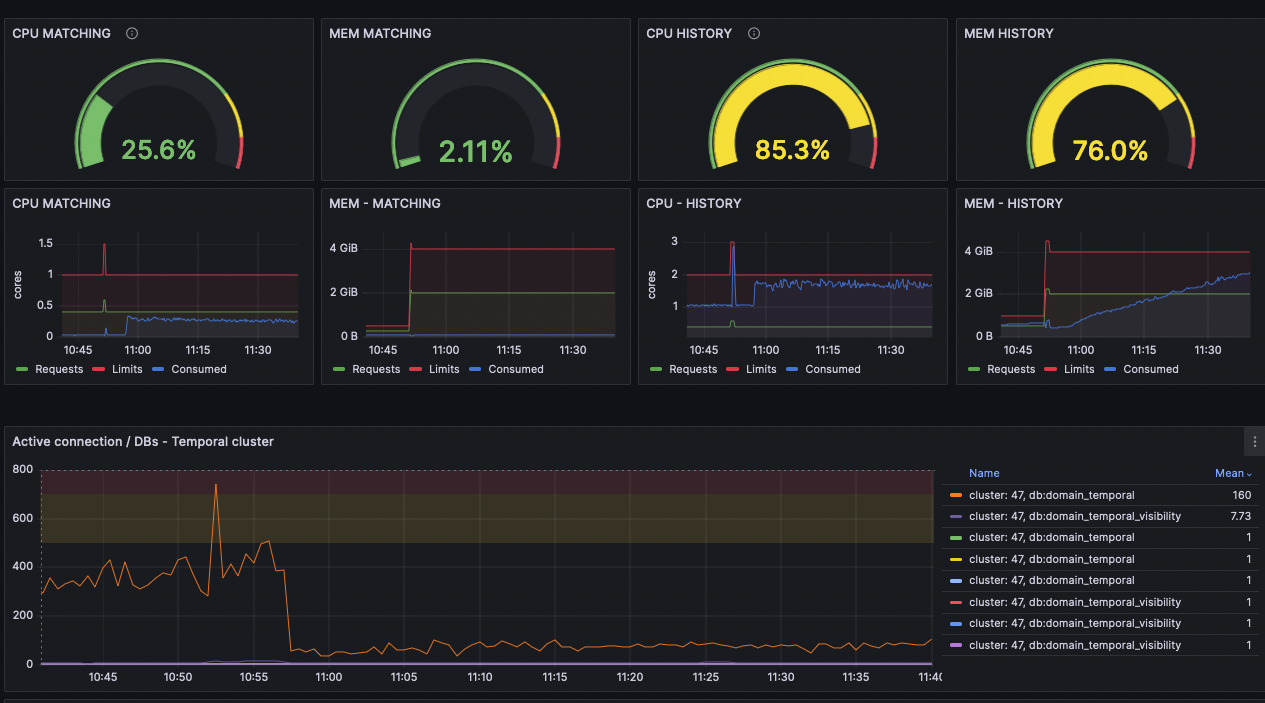 CPU MATCHING
MEM MATCHING
CPU HISTORY
MEM HISTORY
25.6%
2.11%
85.3%
76.0%
CPU MATCHING
cores
1.5
1
0.5
0
10:45 11:00 11:15 11:30
Requests Limits Consumed
MEM - MATCHING
4 GiB
2 GiB
0 B
10:45 11:00 11:15 11:30
Requests Limits Consumed
CPU - HISTORY
cores
3
2
1
10:45 11:00 11:15 11:30
Requests Limits Consumed
MEM - HISTORY
4 GiB
2 GiB
0 B
10:45 11:00 11:15 11:30
Requests Limits Consumed
Active connection / DBs - Temporal cluster
800
600
400
200
0
10:45 10:50 10:55 11:00 11:05 11:10 11:15 11:20 11:25 11:30 11:35 11:40
Name Mean
cluster: 47, db:domain_temporal 160
cluster: 47, db:domain_temporal_visibility 7.73
cluster: 47, db:domain_temporal 1
cluster: 47, db:domain_temporal 1
cluster: 47, db:domain_temporal 1
cluster: 47, db:domain_temporal_visibility 1
cluster: 47, db:domain_temporal_visibility 1
cluster: 47, db:domain_temporal_visibility 1